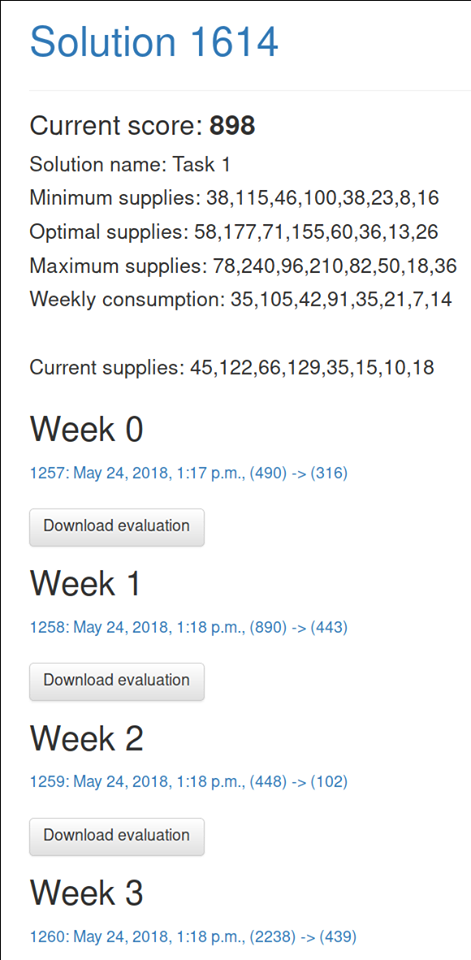 Solution 1614
Current score: 898
Solution name: Task 1
Minimum supplies: 38,115,46,100,38,23,8,16
Optimal supplies: 58,177,71,155,60,36,13,26
Maximum supplies: 78,240,96,210,82,50,18,36
Weekly consumption: 35,105,42,91,35,21,7,14
Current supplies: 45,122,66,129,35,15,10,18
Week 0
1257: May 24, 2018, 1:17 p.m., (490) -> (316)
Download evaluation
Week 1
1258: May 24, 2018, 1:18 p.m., (890) -> (443)
Download evaluation
Week 2
1259: May 24, 2018, 1:18 p.m., (448) -> (102)
Download evaluation
Week 3
1260: May 24, 2018, 1:18 p.m., (2238) -> (439)